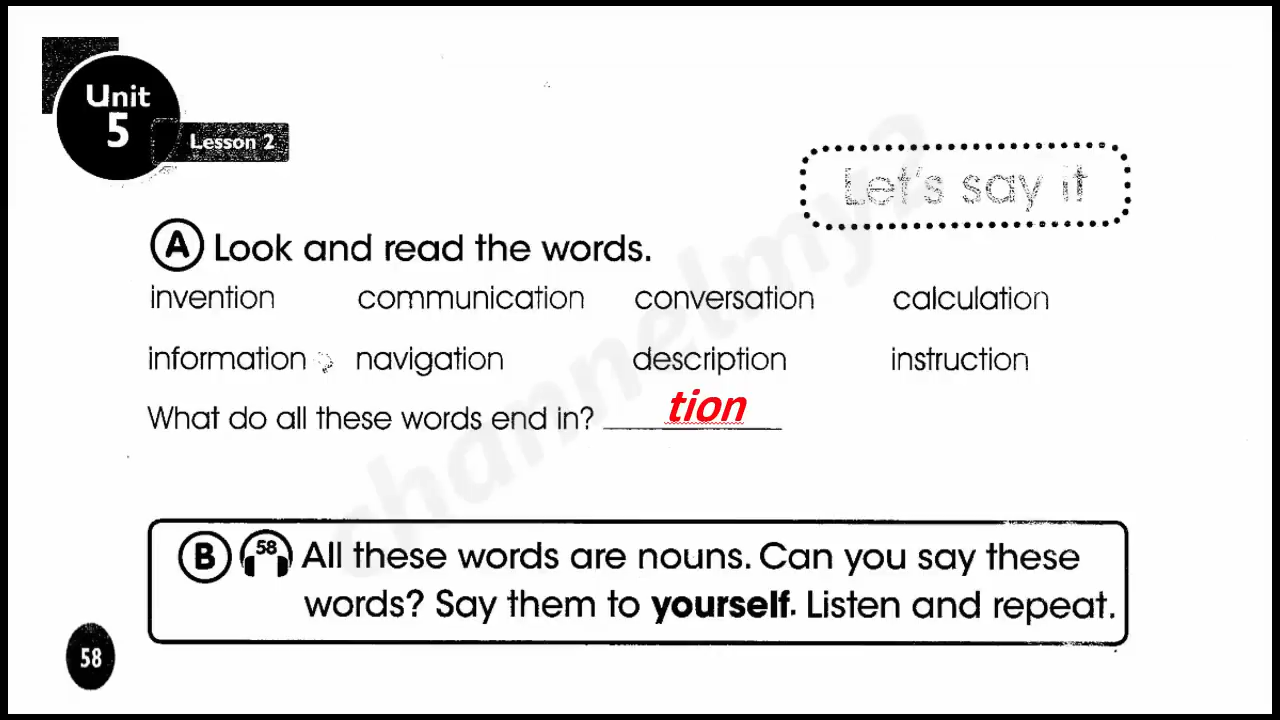 Unit
5
Lesson 2
Let's say it
A Look and read the words.
invention communication conversation calculation
information navigation description instruction
What do all these words end in? tion
B 58 All these words are nouns. Can you say these
words? Say them to yourself. Listen and repeat.
58
channelmy2